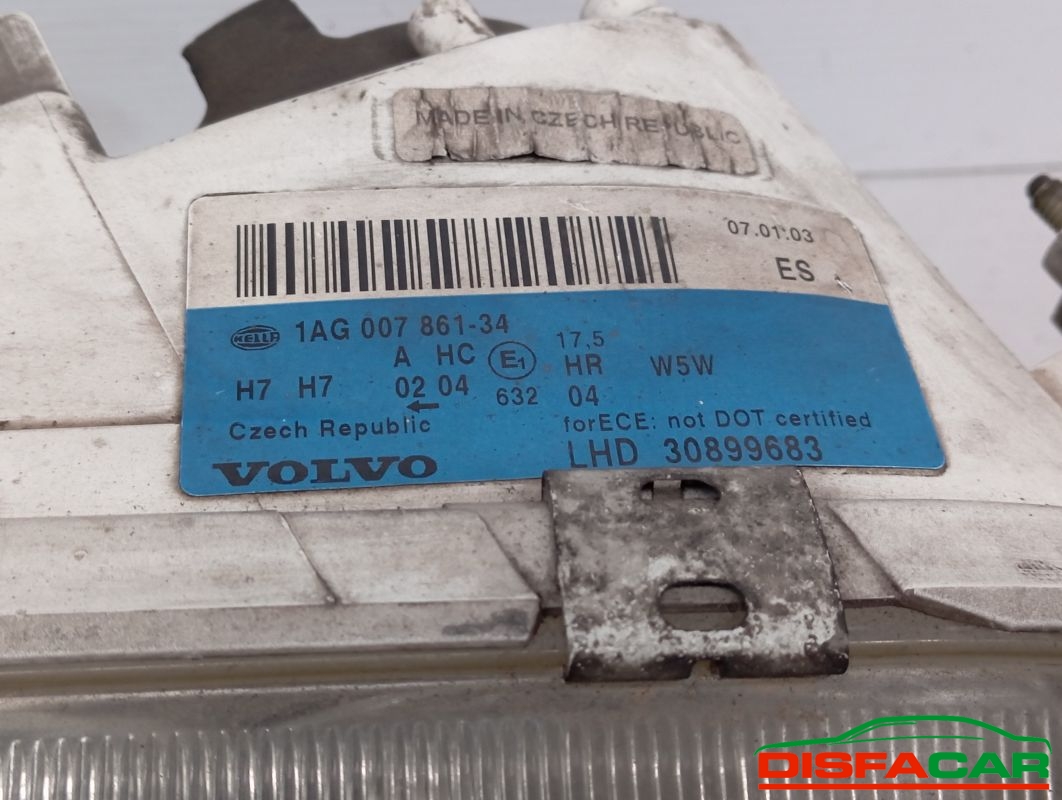 MADE IN CZECH REPUBLIC
07.01.03
ES
HELLA 1AG 007 861-34
17,5
A HC E1 HR W5W
H7 H7 02 04 632 04
Czech Republic
forECE: not DOT certified
VOLVO
LHD 30899683
DISFACAR